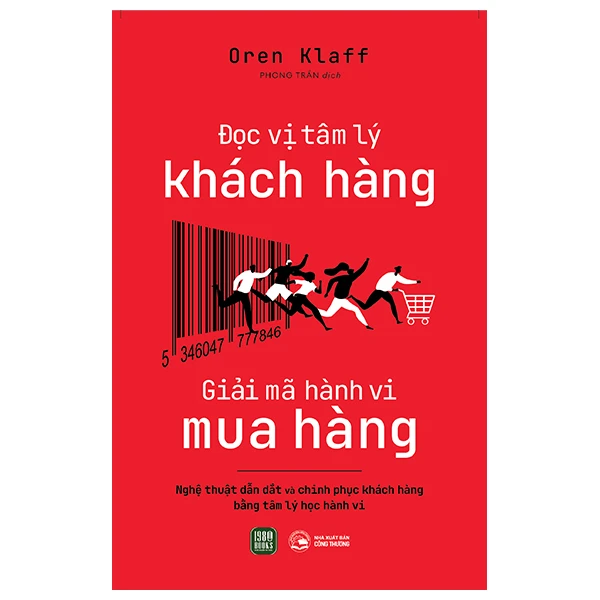 Oren Klaff
PHONG TRẦN dịch
Đọc vị tâm lý
khách hàng
5 346047 777846
Giải mã hành vi
mua hàng
Nghệ thuật dẫn dắt và chinh phục khách hàng
bằng tâm lý học hành vi
1980
BOOKS
NHÀ XUẤT BẢN
CÔNG THƯƠNG